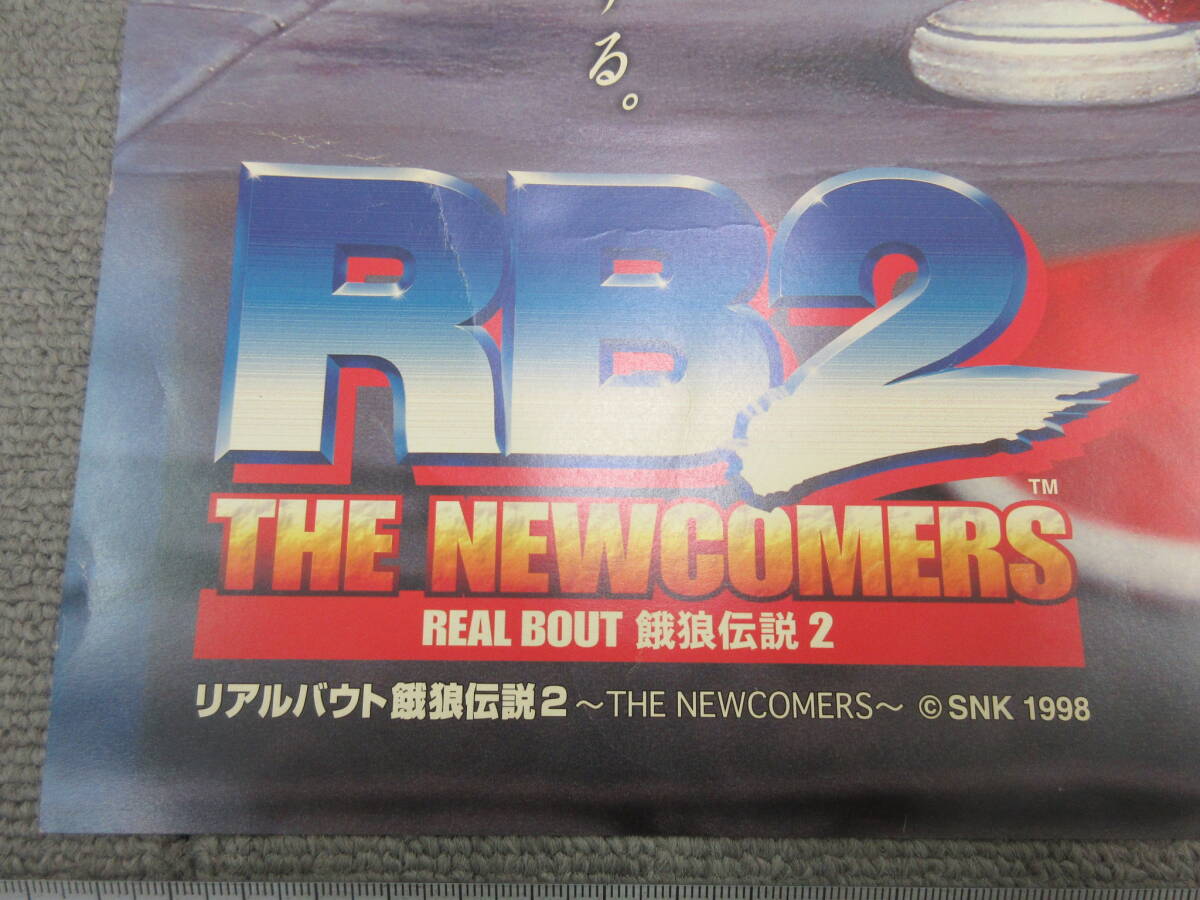 る。
RB2
TM
THE NEWCOMERS
REAL BOUT 餓狼伝説 2
リアルバウト餓狼伝説2 ～THE NEWCOMERS～ ©SNK 1998